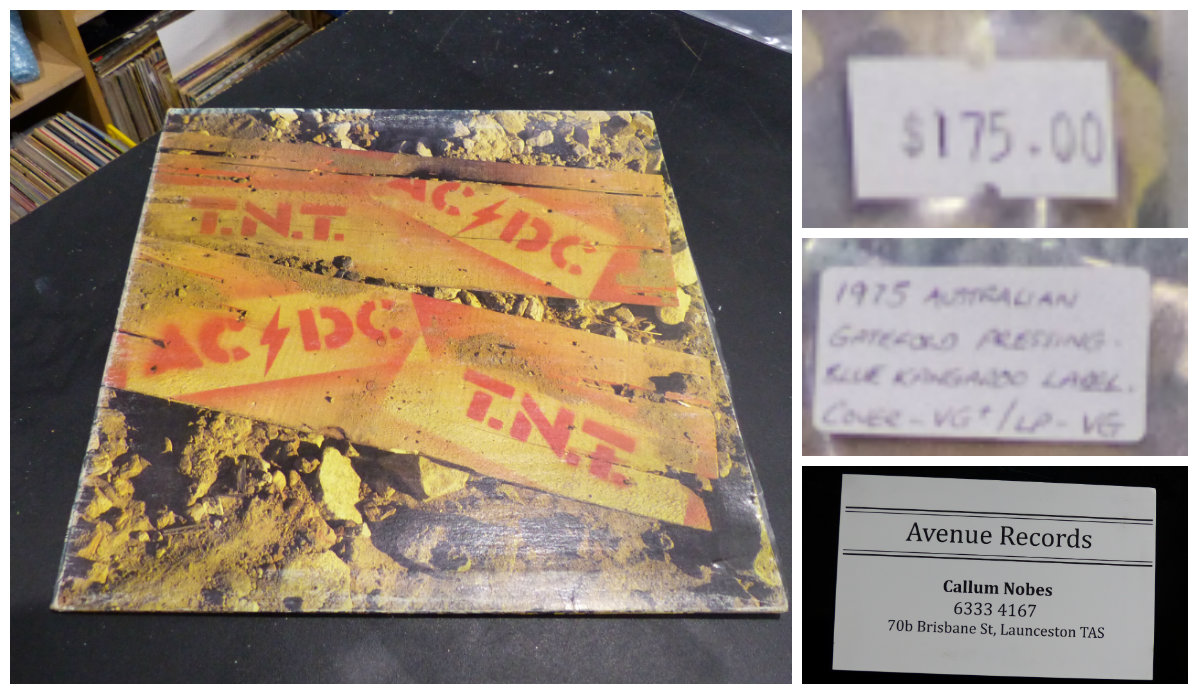 AC/DC
T.N.T.
AC/DC
T.N.T.
$175.00
1975 AUSTRALIAN
GATEFOLD PRESSING.
BLUE KANGAROO LABEL.
COVER - VG+ / LP - VG
Avenue Records
Callum Nobes
6333 4167
70b Brisbane St, Launceston TAS